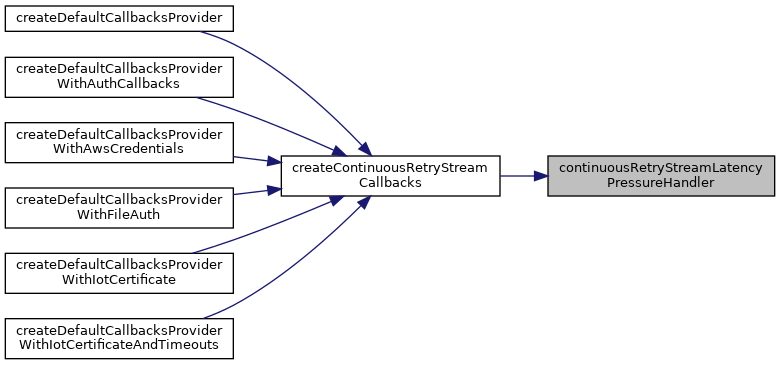 createDefaultCallbacksProvider
createDefaultCallbacksProvider
WithAuthCallbacks
createDefaultCallbacksProvider
WithAwsCredentials
createDefaultCallbacksProvider
WithFileAuth
createDefaultCallbacksProvider
WithIotCertificate
createDefaultCallbacksProvider
WithIotCertificateAndTimeouts
createContinuousRetryStream
Callbacks
continuousRetryStreamLatency
PressureHandler